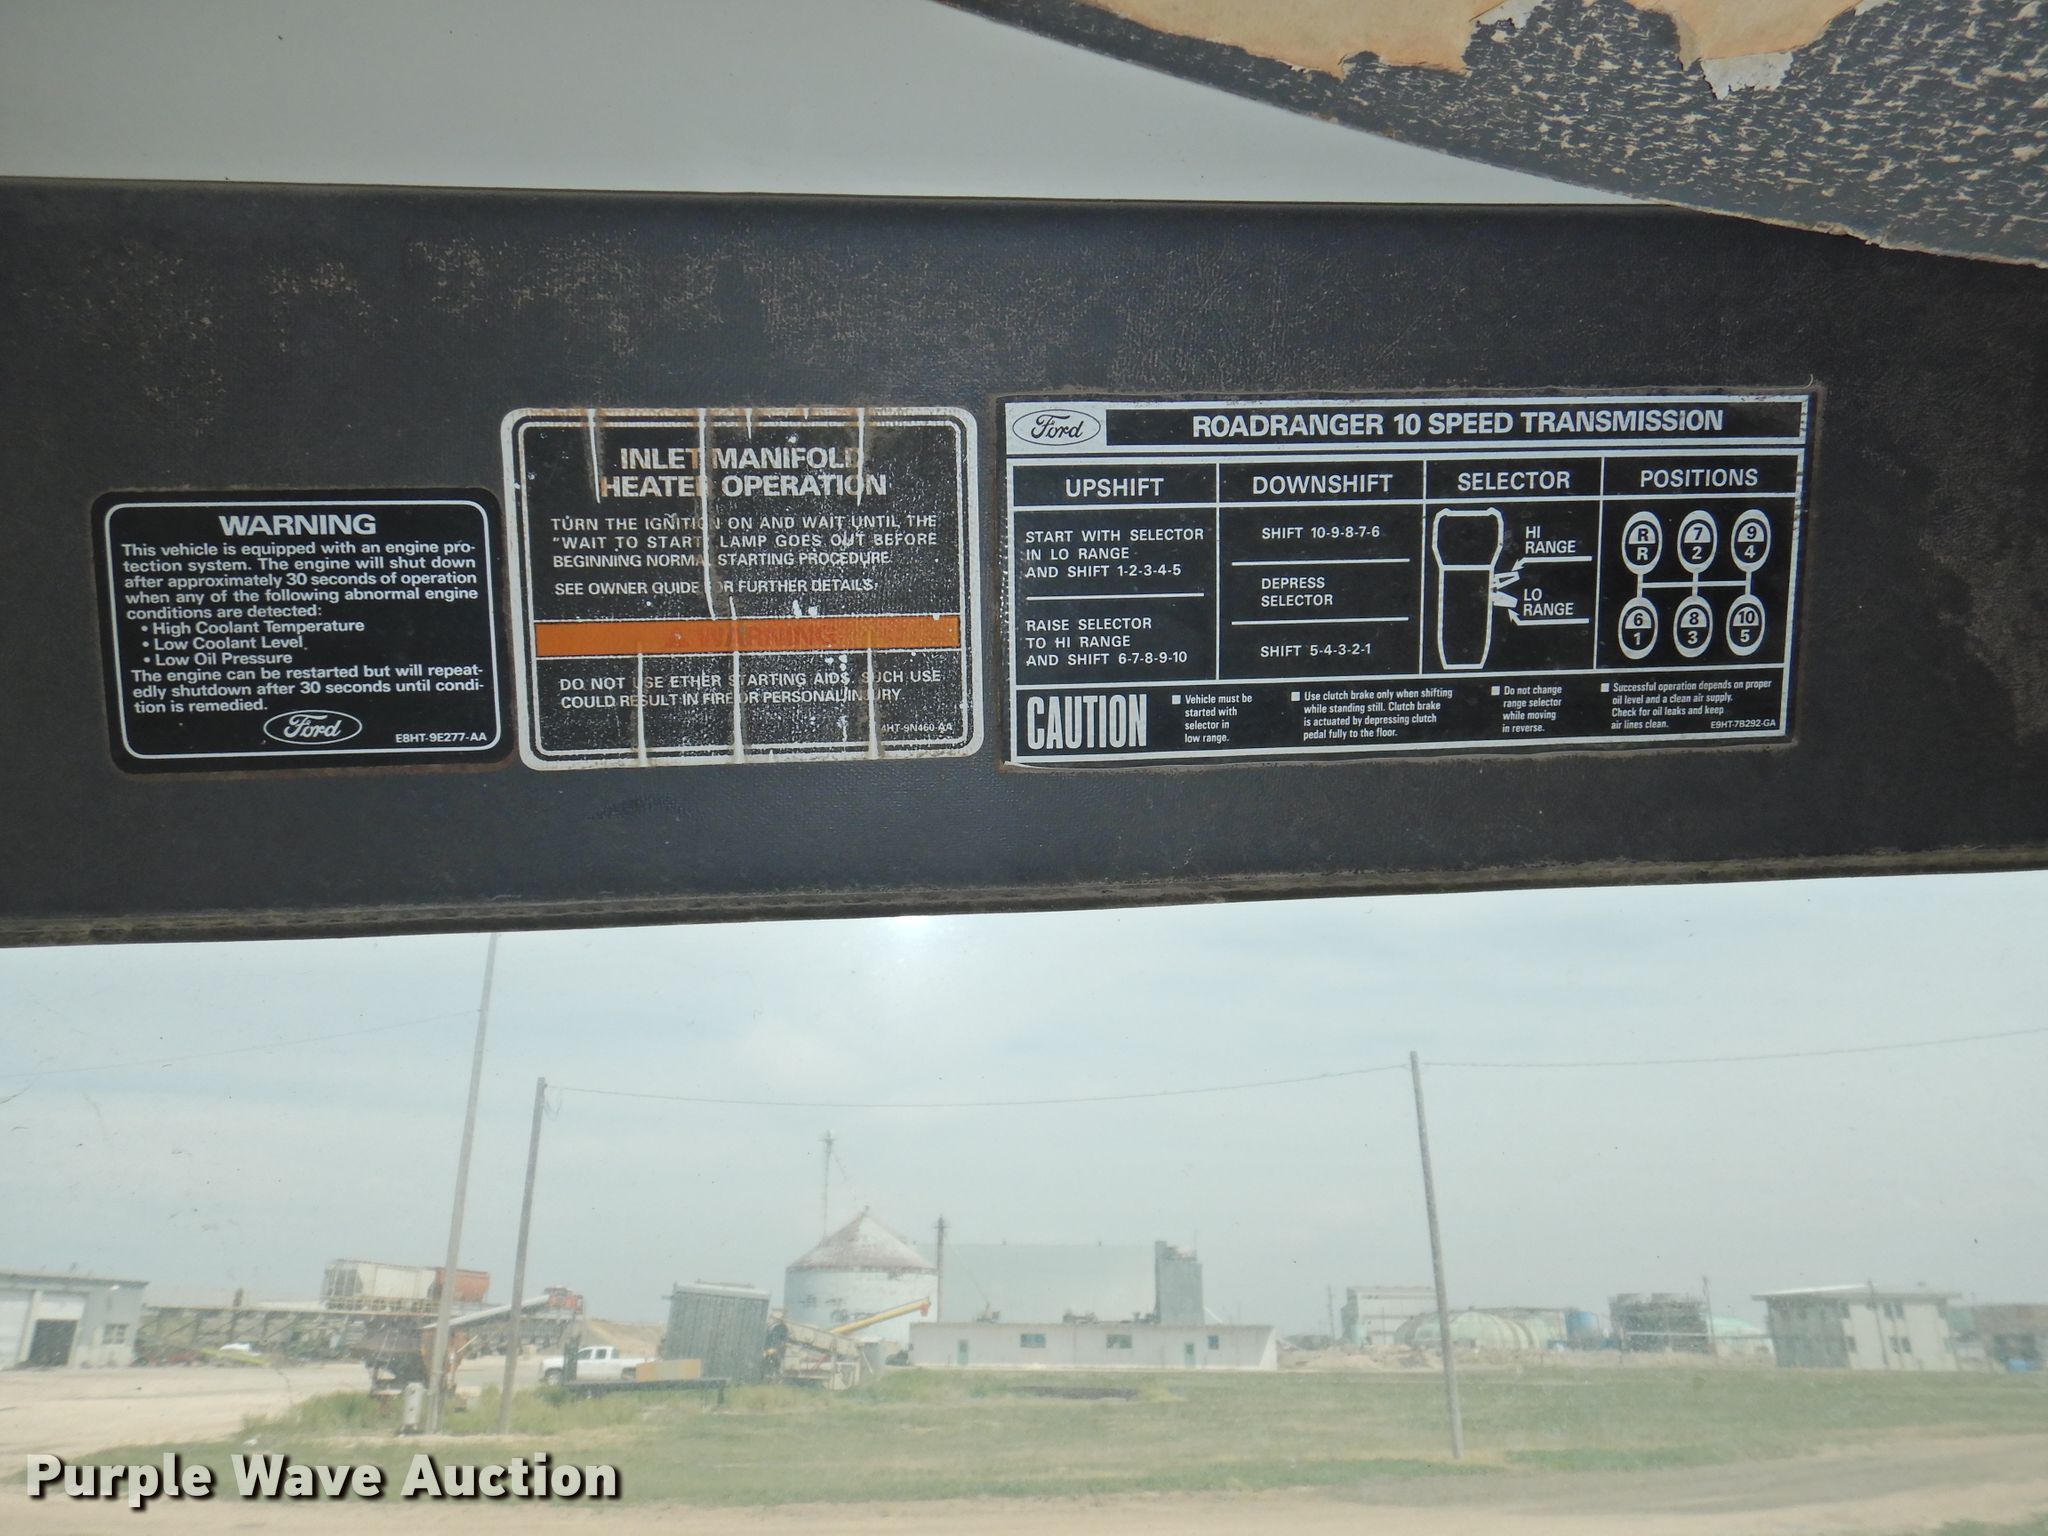 WARNING
This vehicle is equipped with an engine pro-
tection system. The engine will shut down
after approximately 30 seconds of operation
when any of the following abnormal engine
conditions are detected:
• High Coolant Temperature
• Low Coolant Level
• Low Oil Pressure
The engine can be restarted but will repeat-
edly shutdown after 30 seconds until condi-
tion is remedied.
Ford
E8HT-9E277-AA
INLET MANIFOLD
HEATER OPERATION
TURN THE IGNITION ON AND WAIT UNTIL THE
"WAIT TO START" LAMP GOES OUT BEFORE
BEGINNING NORMAL STARTING PROCEDURE.
SEE OWNER GUIDE FOR FURTHER DETAILS.
WARNING
DO NOT USE ETHER STARTING AIDS. SUCH USE
COULD RESULT IN FIRE OR PERSONAL INJURY
4HT-9N460-AA
Ford
ROADRANGER 10 SPEED TRANSMISSION
UPSHIFT
START WITH SELECTOR
IN LO RANGE
AND SHIFT 1-2-3-4-5
RAISE SELECTOR
TO HI RANGE
AND SHIFT 6-7-8-9-10
DOWNSHIFT
SHIFT 10-9-8-7-6
DEPRESS
SELECTOR
SHIFT 5-4-3-2-1
SELECTOR
HI
RANGE
LO
RANGE
POSITIONS
R 7 9
R 2 4
6 8 10
1 3 5
CAUTION
■ Vehicle must be
started with
selector in
low range.
■ Use clutch brake only when shifting
while standing still. Clutch brake
is actuated by depressing clutch
pedal fully to the floor.
■ Do not change
range selector
while moving
in reverse.
■ Successful operation depends on proper
oil level and a clean air supply.
Check for oil leaks and keep
air lines clean.
E9HT-7B292-GA
Purple Wave Auction